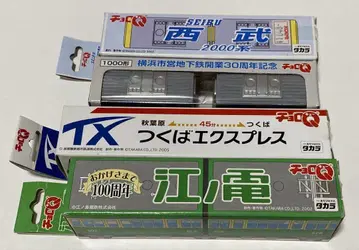 SEIBU
西武
2000系
チョロQ
タカラ
1000形
横浜市営地下鉄開業30周年記念
チョロQ
TX
秋葉原 45分 つくば
つくばエクスプレス
チョロQ
タカラ
おかげさまで
100周年
江ノ電
チョロQ
タカラ